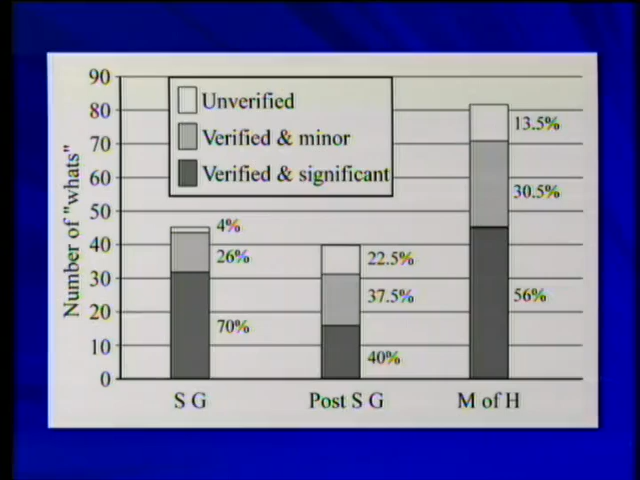 90
80
70
60
50
40
30
20
10
0
Number of "whats"
Unverified
Verified & minor
Verified & significant
4%
26%
70%
22.5%
37.5%
40%
13.5%
30.5%
56%
S G
Post S G
M of H